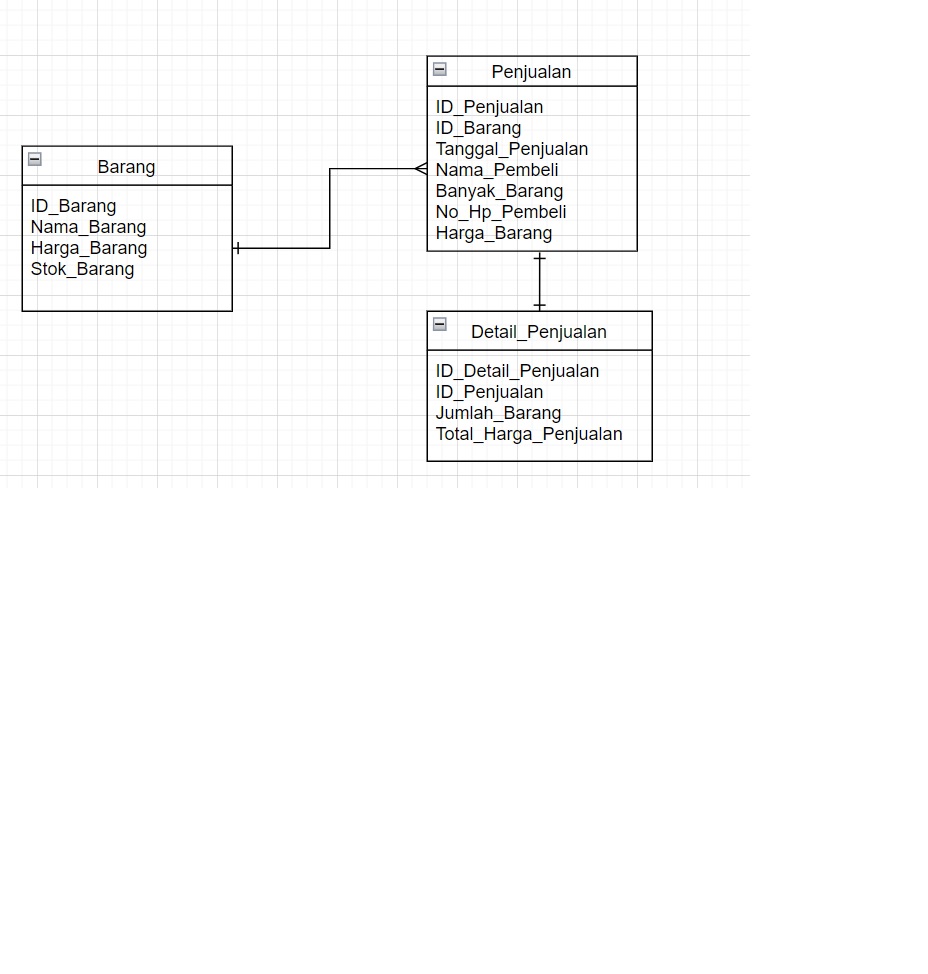 Barang
ID_Barang
Nama_Barang
Harga_Barang
Stok_Barang
Penjualan
ID_Penjualan
ID_Barang
Tanggal_Penjualan
Nama_Pembeli
Banyak_Barang
No_Hp_Pembeli
Harga_Barang
Detail_Penjualan
ID_Detail_Penjualan
ID_Penjualan
Jumlah_Barang
Total_Harga_Penjualan